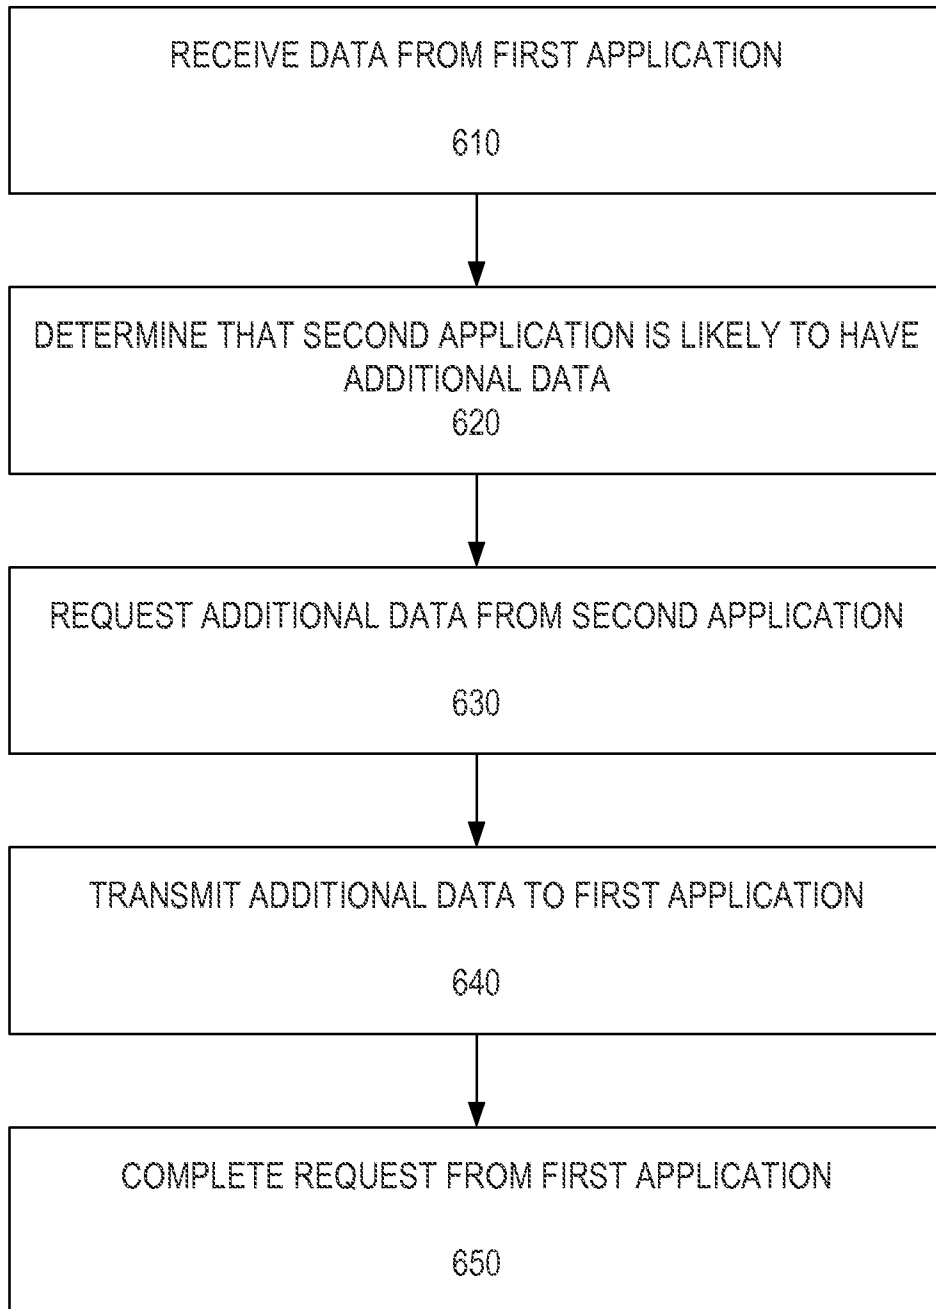 RECEIVE DATA FROM FIRST APPLICATION
610
DETERMINE THAT SECOND APPLICATION IS LIKELY TO HAVE
ADDITIONAL DATA
620
REQUEST ADDITIONAL DATA FROM SECOND APPLICATION
630
TRANSMIT ADDITIONAL DATA TO FIRST APPLICATION
640
COMPLETE REQUEST FROM FIRST APPLICATION
650